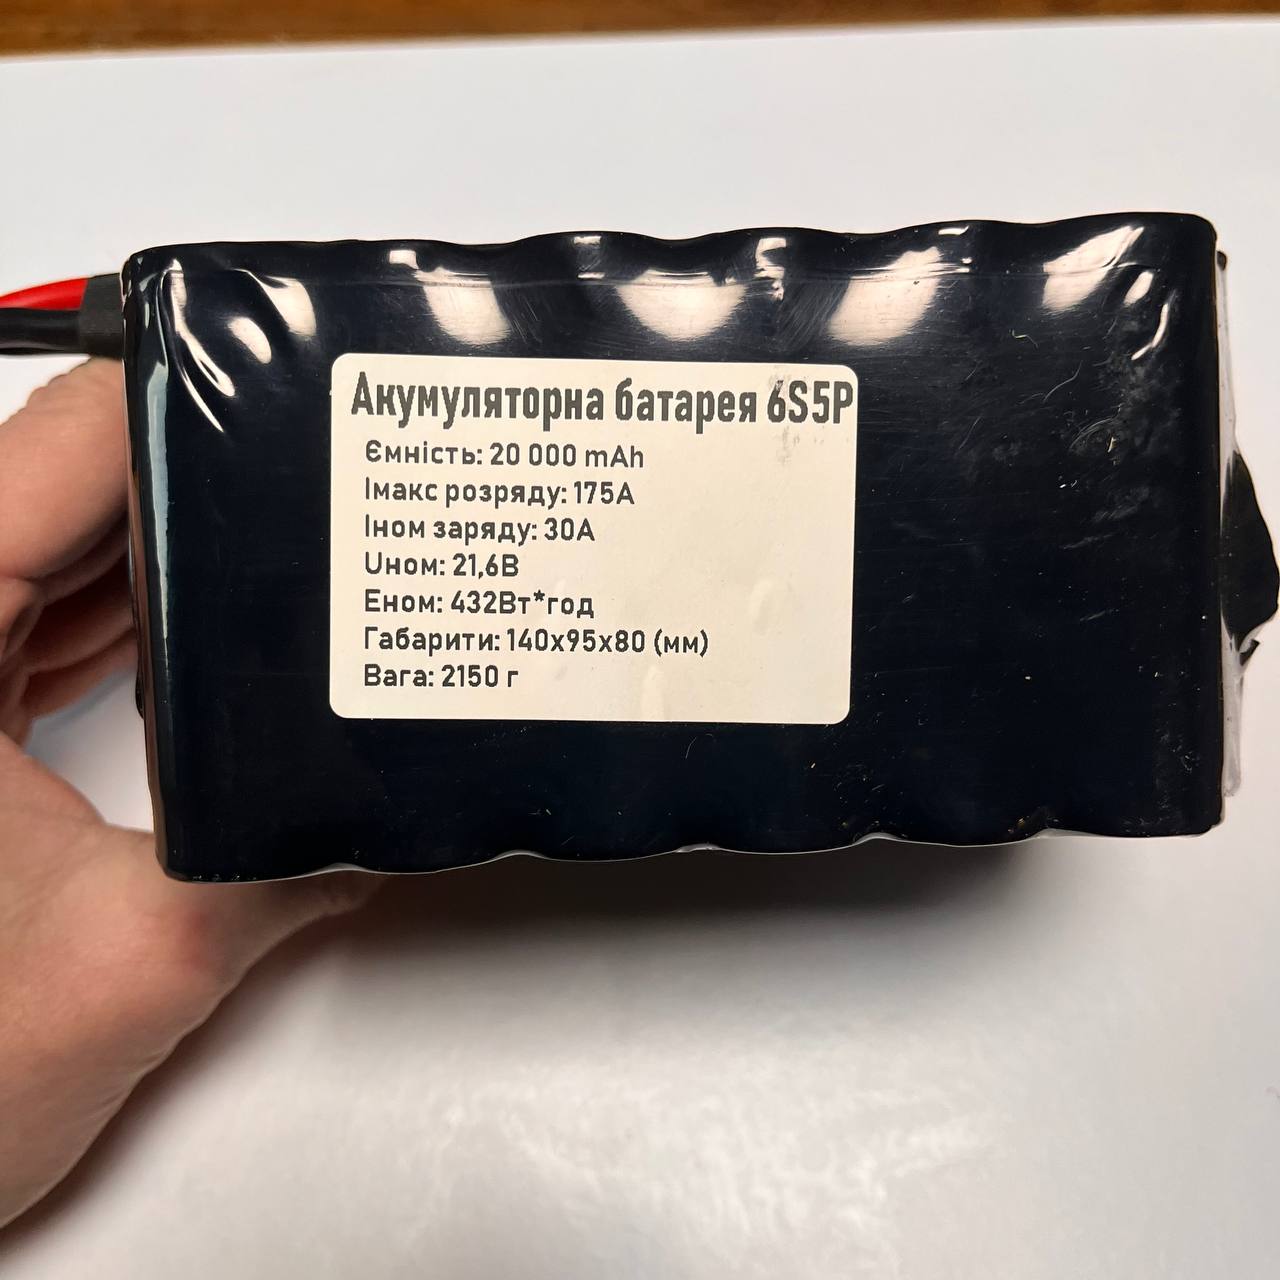 Акумуляторна батарея 6S5P
Ємність: 20 000 mAh
Імакс розряду: 175А
Іном заряду: 30А
Uном: 21,6В
Еном: 432Вт*год
Габарити: 140х95х80 (мм)
Вага: 2150 г